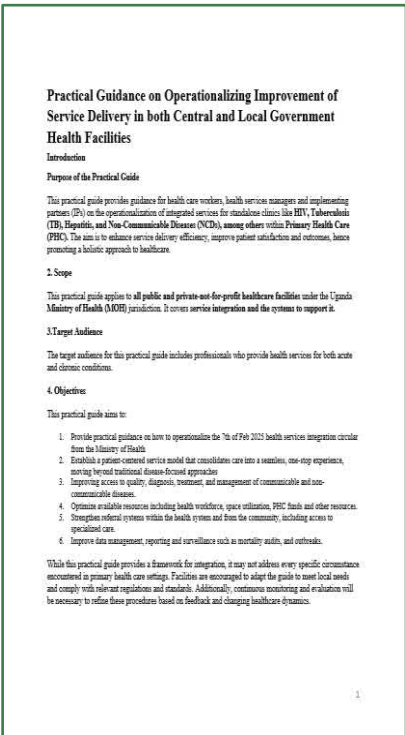 Practical Guidance on Operationalizing Improvement of
Service Delivery in both Central and Local Government
Health Facilities
Introduction
Purpose of the Practical Guide
This practical guide provides guidance for health care workers, health services managers and implementing
partners (IPs) on the operationalization of integrated services for standalone clinics like HIV, Tuberculosis
(TB), Hepatitis, and Non-Communicable Diseases (NCDs), among others within Primary Health Care
(PHC). The aim is to enhance service delivery efficiency, improve patient satisfaction and outcomes, hence
promoting a holistic approach to healthcare.
2. Scope
This practical guide applies to all public and private-not-for-profit healthcare facilities under the Uganda
Ministry of Health (MOH) jurisdiction. It covers service integration and the systems to support it.
3.Target Audience
The target audience for this practical guide includes professionals who provide health services for both acute
and chronic conditions.
4. Objectives
This practical guide aims to:
1. Provide practical guidance on how to operationalize the 7th of Feb 2025 health services integration circular
from the Ministry of Health
2. Establish a patient-centered service model that consolidates care into a seamless, one-stop experience,
moving beyond traditional disease-focused approaches
3. Improving access to quality, diagnosis, treatment, and management of communicable and non-
communicable diseases.
4. Optimize available resources including health workforce, space utilization, PHC funds and other resources.
5. Strengthen referral systems within the health system and from the community, including access to
specialized care.
6. Improve data management, reporting and surveillance such as mortality audits, and outbreaks.
While this practical guide provides a framework for integration, it may not address every specific circumstance
encountered in primary health care settings. Facilities are encouraged to adapt the guide to meet local needs
and comply with relevant regulations and standards. Additionally, continuous monitoring and evaluation will
be necessary to refine these procedures based on feedback and changing healthcare dynamics.
1